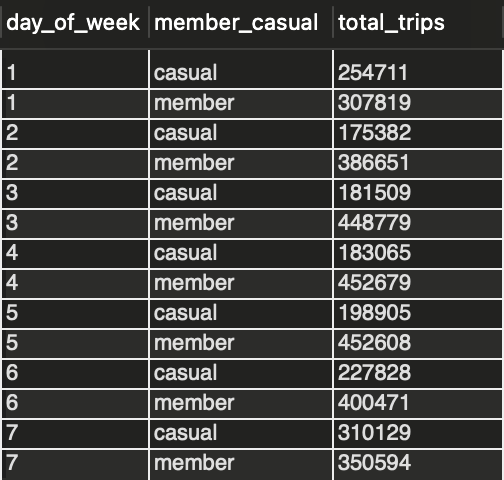 day_of_week member_casual total_trips
1 casual 254711
1 member 307819
2 casual 175382
2 member 386651
3 casual 181509
3 member 448779
4 casual 183065
4 member 452679
5 casual 198905
5 member 452608
6 casual 227828
6 member 400471
7 casual 310129
7 member 350594